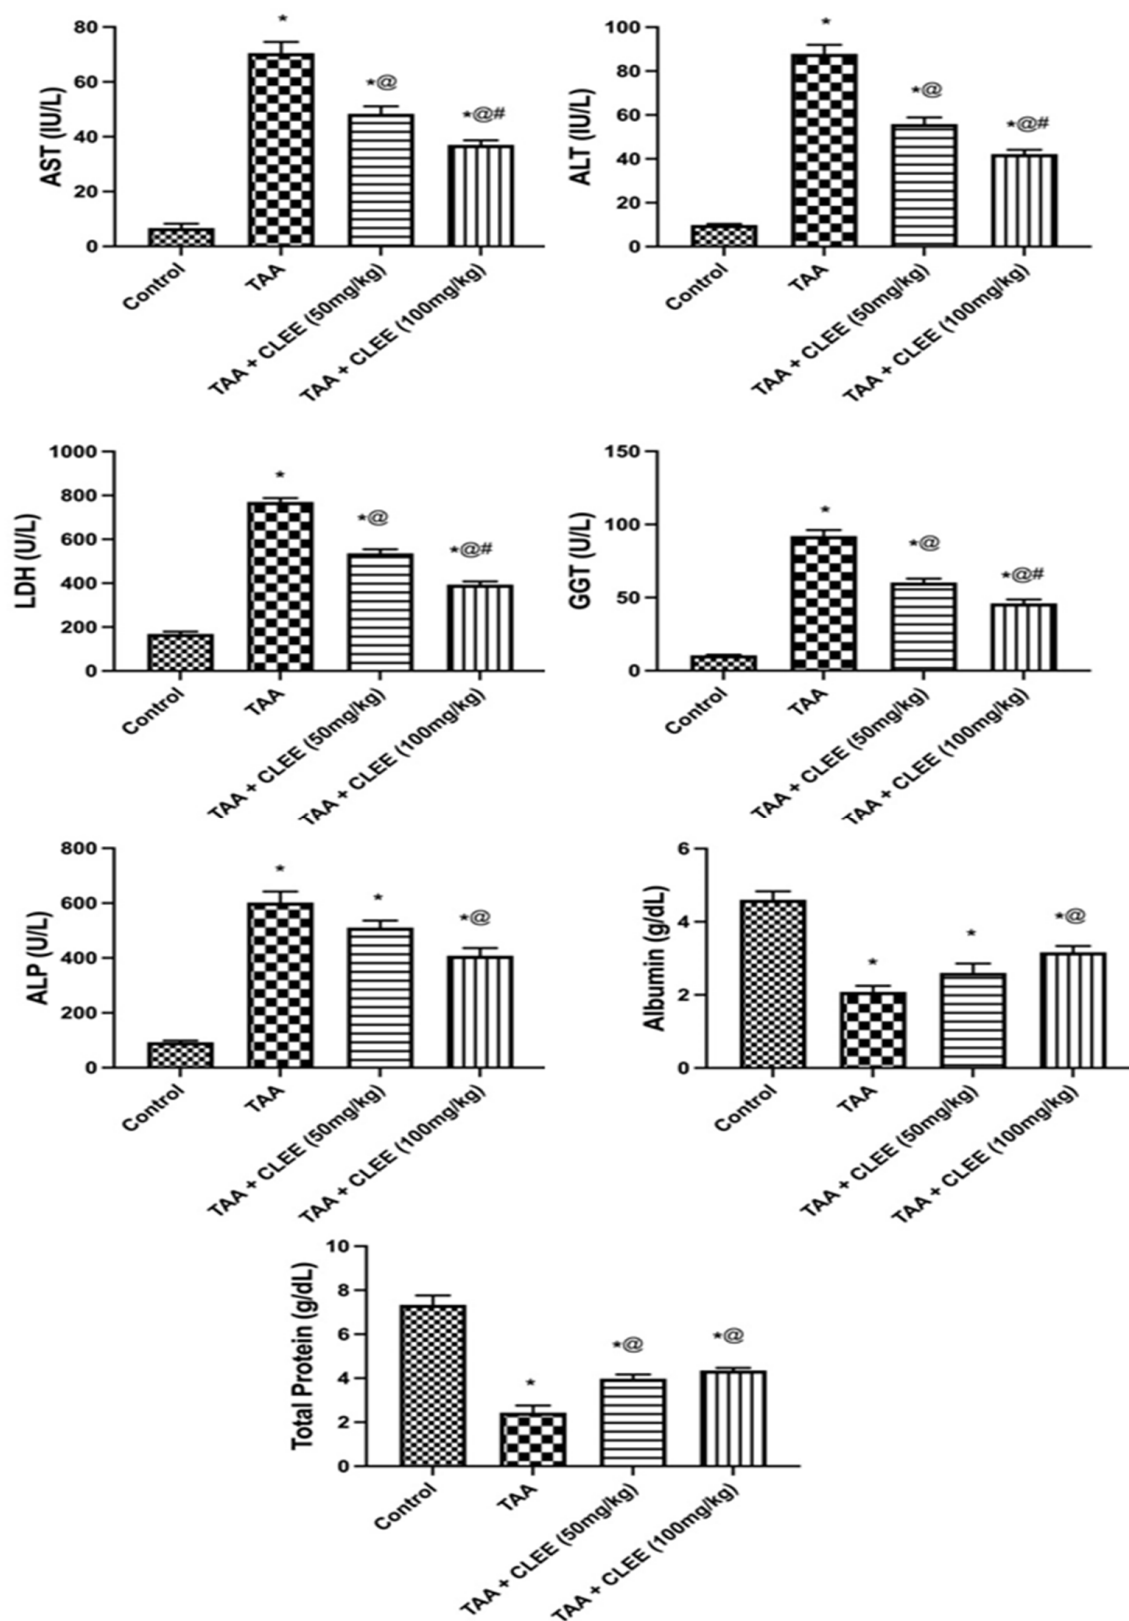 AST (IU/L)
80
60
40
20
0
*
*@
*@#
Control
TAA
TAA + CLEE (50mg/kg)
TAA + CLEE (100mg/kg)
ALT (IU/L)
100
80
60
40
20
0
*
*@
*@#
Control
TAA
TAA + CLEE (50mg/kg)
TAA + CLEE (100mg/kg)
LDH (U/L)
1000
800
600
400
200
0
*
*@
*@#
Control
TAA
TAA + CLEE (50mg/kg)
TAA + CLEE (100mg/kg)
GGT (U/L)
150
100
50
0
*
*@
*@#
Control
TAA
TAA + CLEE (50mg/kg)
TAA + CLEE (100mg/kg)
ALP (U/L)
800
600
400
200
0
*
*
*@
Control
TAA
TAA + CLEE (50mg/kg)
TAA + CLEE (100mg/kg)
Albumin (g/dL)
6
4
2
0
*
*
*@
Control
TAA
TAA + CLEE (50mg/kg)
TAA + CLEE (100mg/kg)
Total Protein (g/dL)
10
8
6
4
2
0
*
*@
*@
Control
TAA
TAA + CLEE (50mg/kg)
TAA + CLEE (100mg/kg)